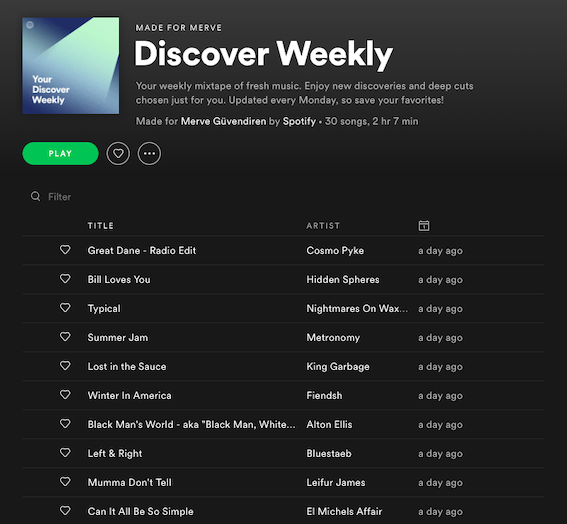 MADE FOR MERVE
Discover Weekly
Your
Discover
Weekly
Your weekly mixtape of fresh music. Enjoy new discoveries and deep cuts
chosen just for you. Updated every Monday, so save your favorites!
Made for Merve Güvendiren by Spotify • 30 songs, 2 hr 7 min
PLAY
Filter
TITLE ARTIST
Great Dane - Radio Edit Cosmo Pyke a day ago
Bill Loves You Hidden Spheres a day ago
Typical Nightmares On Wax... a day ago
Summer Jam Metronomy a day ago
Lost in the Sauce King Garbage a day ago
Winter In America Fiendsh a day ago
Black Man's World - aka "Black Man, White... Alton Ellis a day ago
Left & Right Bluestaeb a day ago
Mumma Don't Tell Leifur James a day ago
Can It All Be So Simple El Michels Affair a day ago